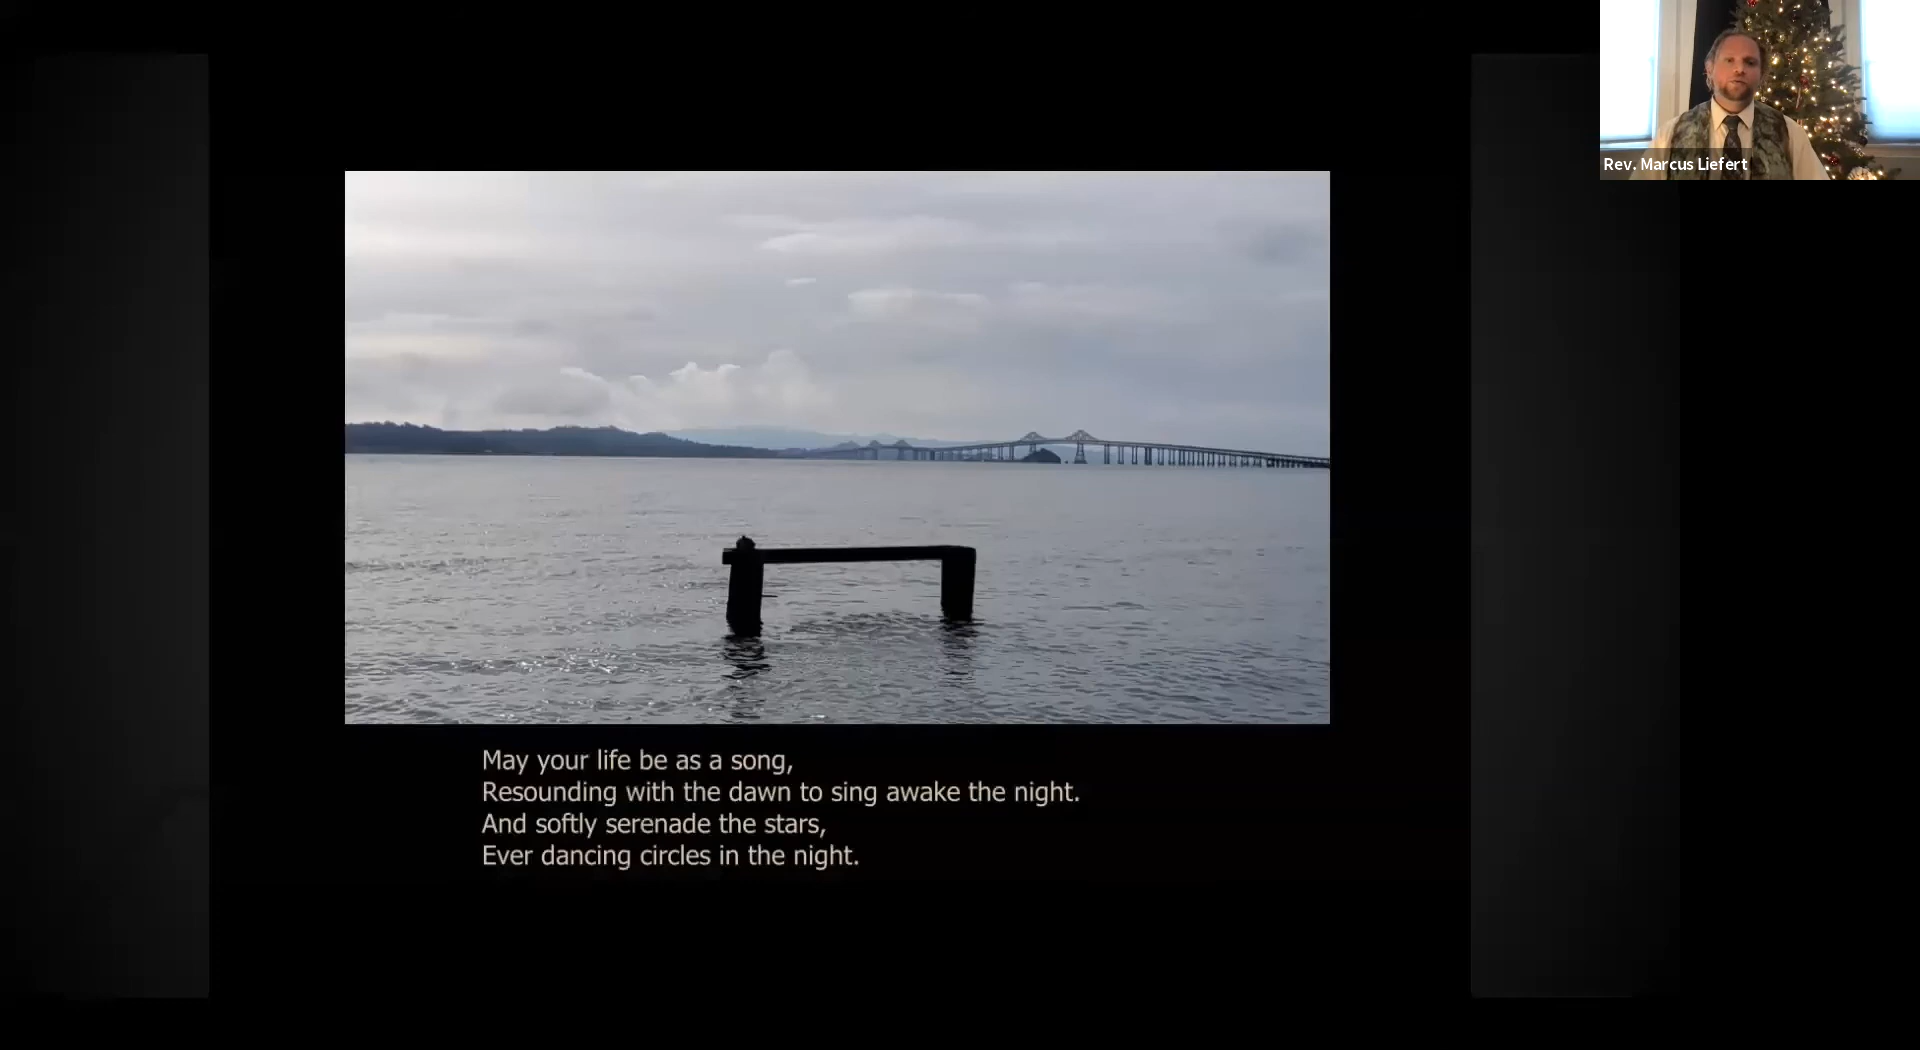 Rev. Marcus Liefert
May your life be as a song,
Resounding with the dawn to sing awake the night.
And softly serenade the stars,
Ever dancing circles in the night.